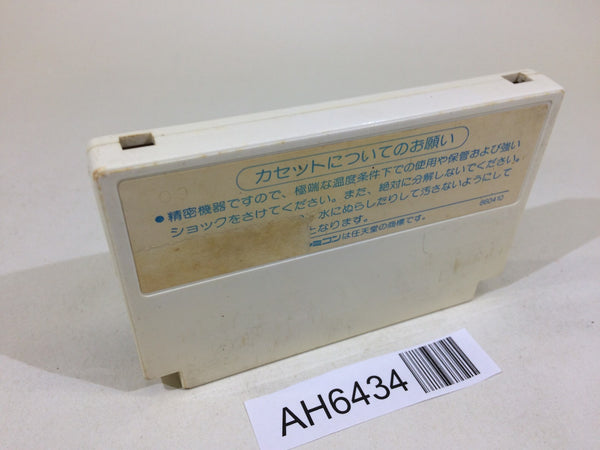 カセットについてのお願い
●精密機器ですので、極端な温度条件下での使用や保管および強い
ショックをさけてください。また、絶対に分解しないでください。
水にぬらしたりして汚さないようにして
となります。
ミコンは任天堂の商標です。
860410
AH6434